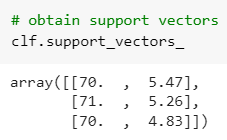 # obtain support vectors
clf.support_vectors_
array([[70.  ,  5.47],
       [71.  ,  5.26],
       [70.  ,  4.83]])